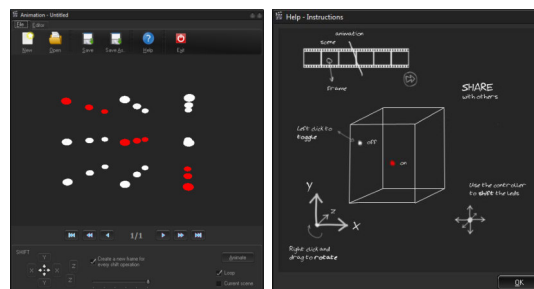 Animation - Untitled
File Editor
New Open Save Save As Help Exit
1/1
SHIFT
Y
X X
Y
Z
Z
Create a new frame for
every shift operation
Animate
Loop
Current scene
Help - Instructions
animation
scene
frame
SHARE
with others
Left click to
toggle
off
on
Y
Z
X
Right click and
drag to rotate
Use the controller
to shift the leds
OK